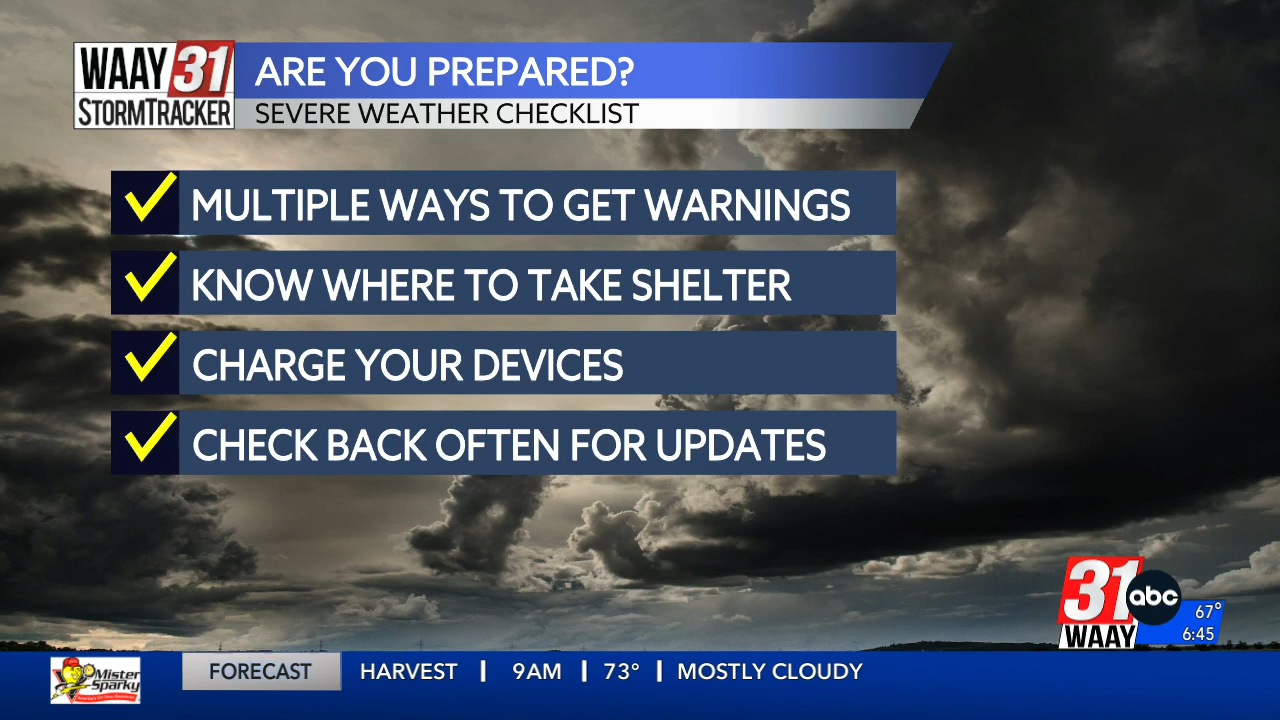 WAAY 31
STORMTRACKER
ARE YOU PREPARED?
SEVERE WEATHER CHECKLIST
MULTIPLE WAYS TO GET WARNINGS
KNOW WHERE TO TAKE SHELTER
CHARGE YOUR DEVICES
CHECK BACK OFTEN FOR UPDATES
31 abc
WAAY
67°
6:45
Mister
Sparky
FORECAST HARVEST | 9AM | 73° | MOSTLY CLOUDY